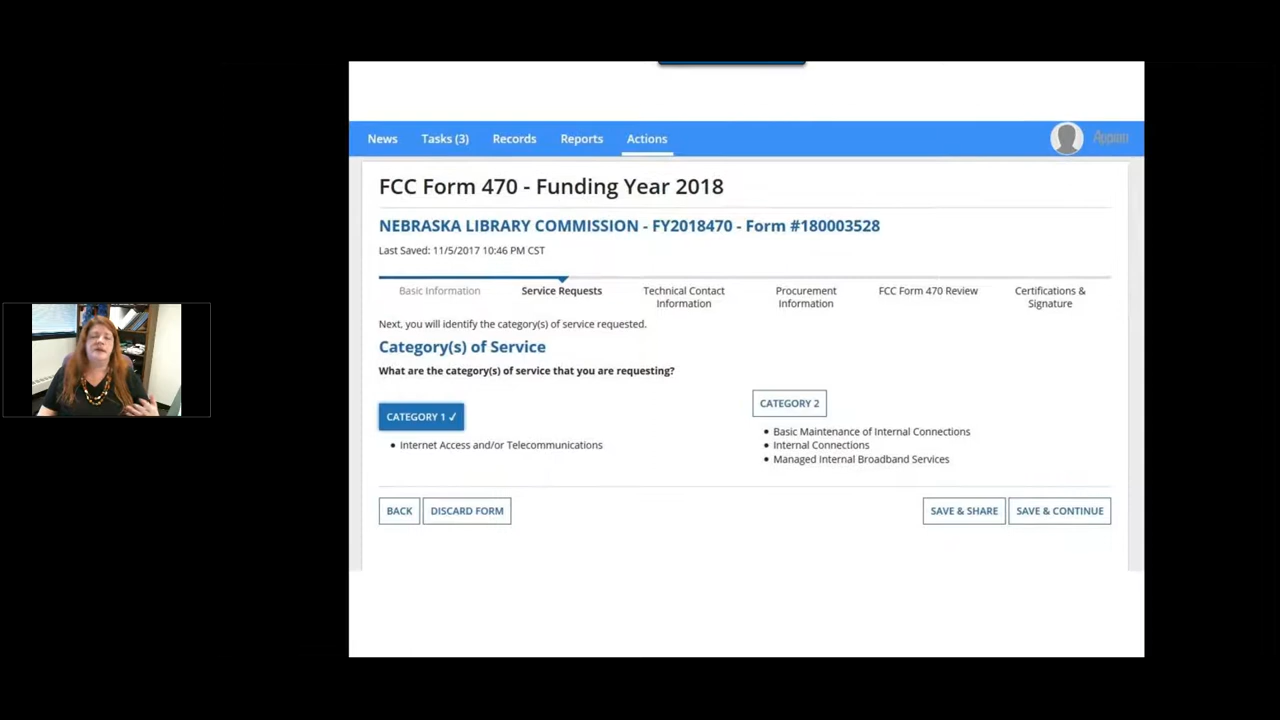 News Tasks (3) Records Reports Actions Appian
FCC Form 470 - Funding Year 2018
NEBRASKA LIBRARY COMMISSION - FY2018470 - Form #180003528
Last Saved: 11/5/2017 10:46 PM CST
Basic Information Service Requests Technical Contact Information Procurement Information FCC Form 470 Review Certifications & Signature
Next, you will identify the category(s) of service requested.
Category(s) of Service
What are the category(s) of service that you are requesting?
CATEGORY 1 ✓
• Internet Access and/or Telecommunications
CATEGORY 2
• Basic Maintenance of Internal Connections
• Internal Connections
• Managed Internal Broadband Services
BACK DISCARD FORM SAVE & SHARE SAVE & CONTINUE